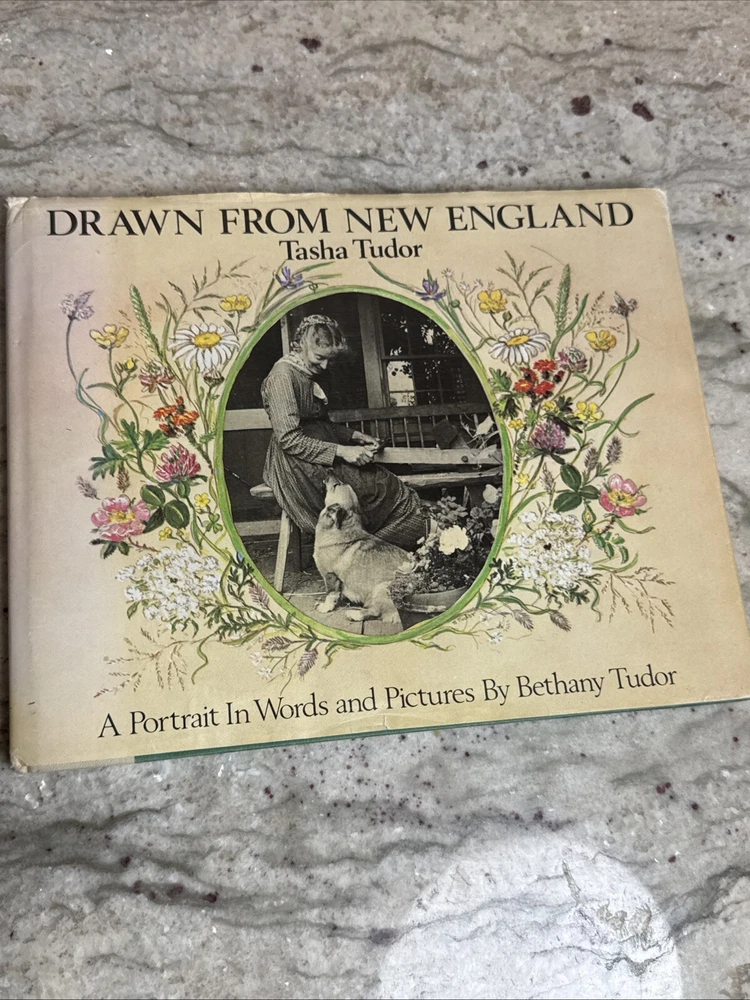 DRAWN FROM NEW ENGLAND
Tasha Tudor
A Portrait In Words and Pictures By Bethany Tudor